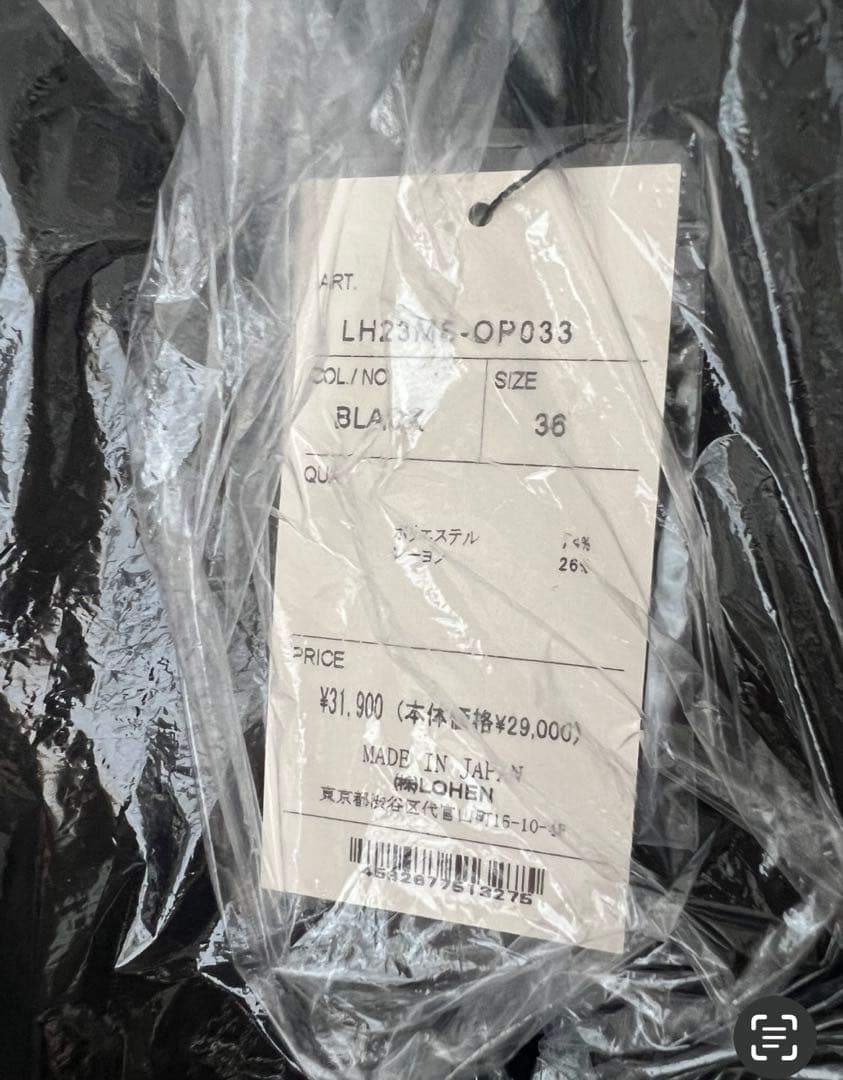 ART.
LH23MS-OP033
COL./NO
SIZE
BLACK
36
ポリエステル
74%
レーヨン
26%
PRICE
¥31,900 (本体価格¥29,000)
MADE IN JAPAN
(株)LOHEN
東京都渋谷区代官山町15-10-4F